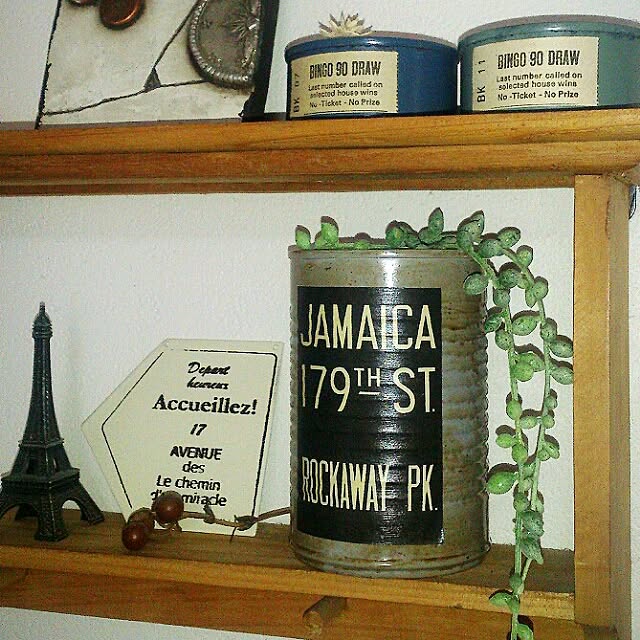 BINGO 90 DRAW
Last number called on
selected house wins
No -Ticket - No Prize
BK 07
BINGO 90 DRAW
Last number called on
selected house wins
No -Ticket - No Prize
BK 11
JAMAICA
179TH ST.
ROCKAWAY PK.
Depart
heureux
Accueillez!
17
AVENUE
des
Le chemin
miracle